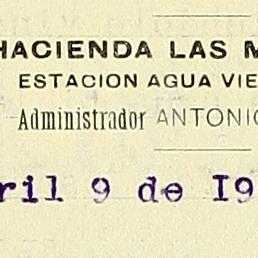 HACIENDA LAS M
ESTACION AGUA VIE
Administrador ANTONIO
ril 9 de 19